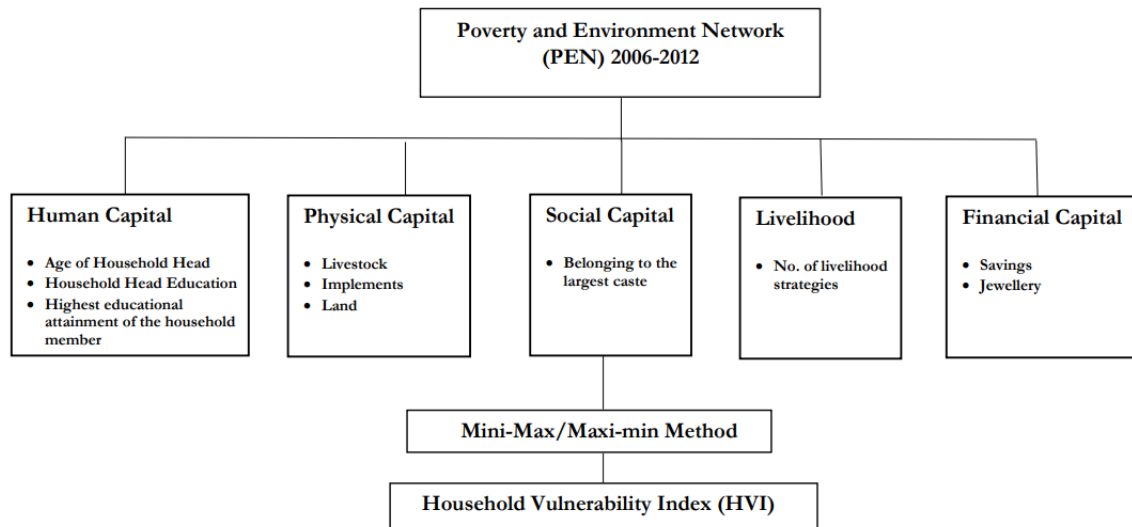 Poverty and Environment Network
(PEN) 2006-2012
Human Capital
• Age of Household Head
• Household Head Education
• Highest educational
attainment of the household
member
Physical Capital
• Livestock
• Implements
• Land
Social Capital
• Belonging to the
largest caste
Livelihood
• No. of livelihood
strategies
Financial Capital
• Savings
• Jewellery
Mini-Max/Maxi-min Method
Household Vulnerability Index (HVI)